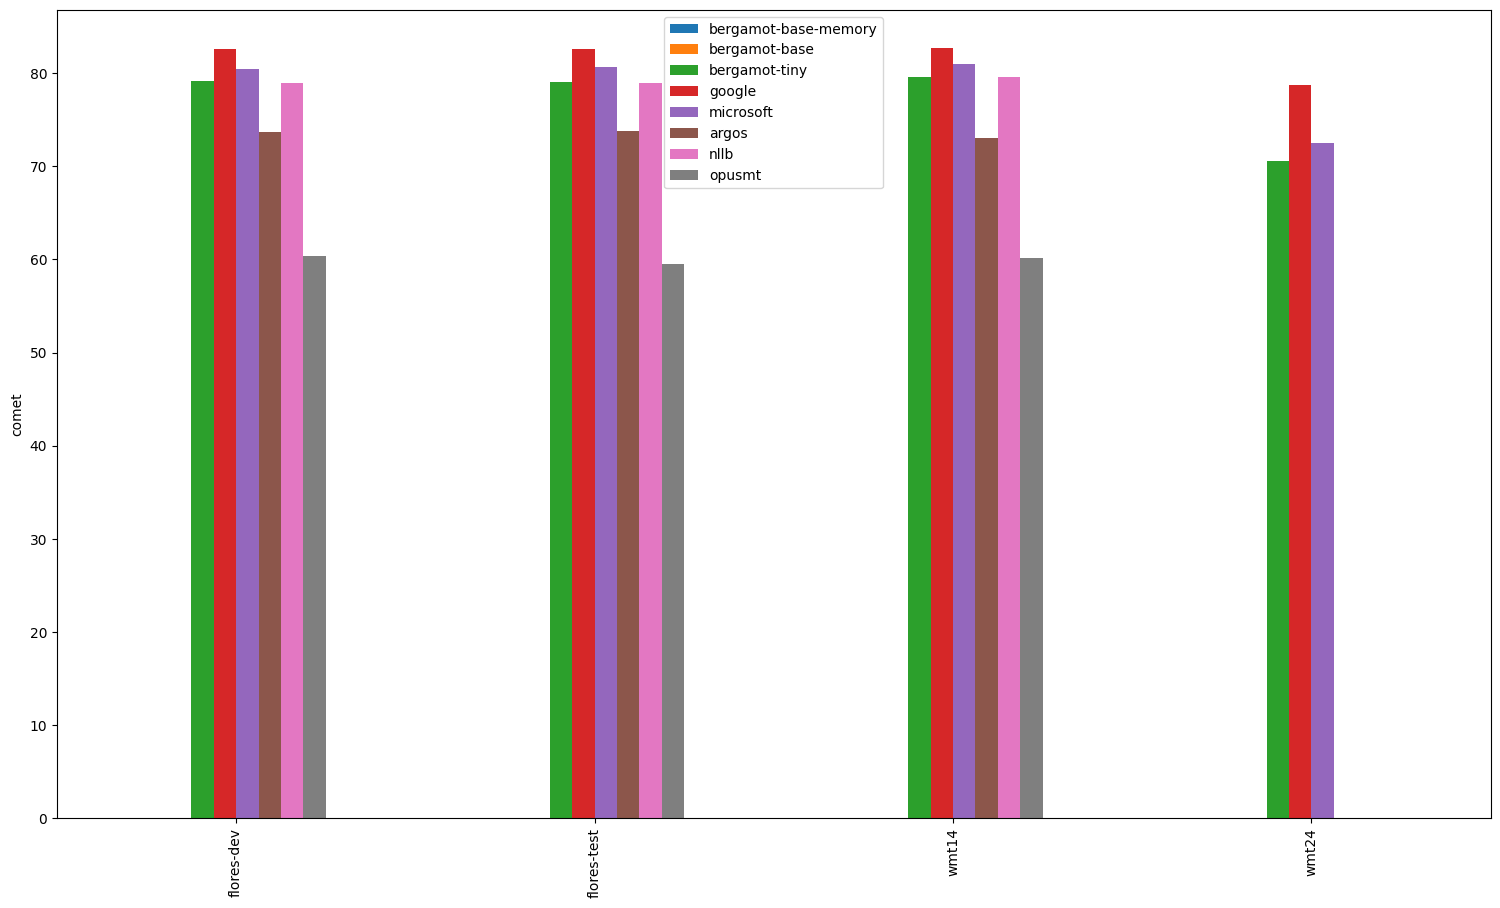 bergamot-base-memory
bergamot-base
bergamot-tiny
google
microsoft
argos
nllb
opusmt
comet
80
70
60
50
40
30
20
10
0
flores-dev
flores-test
wmt14
wmt24